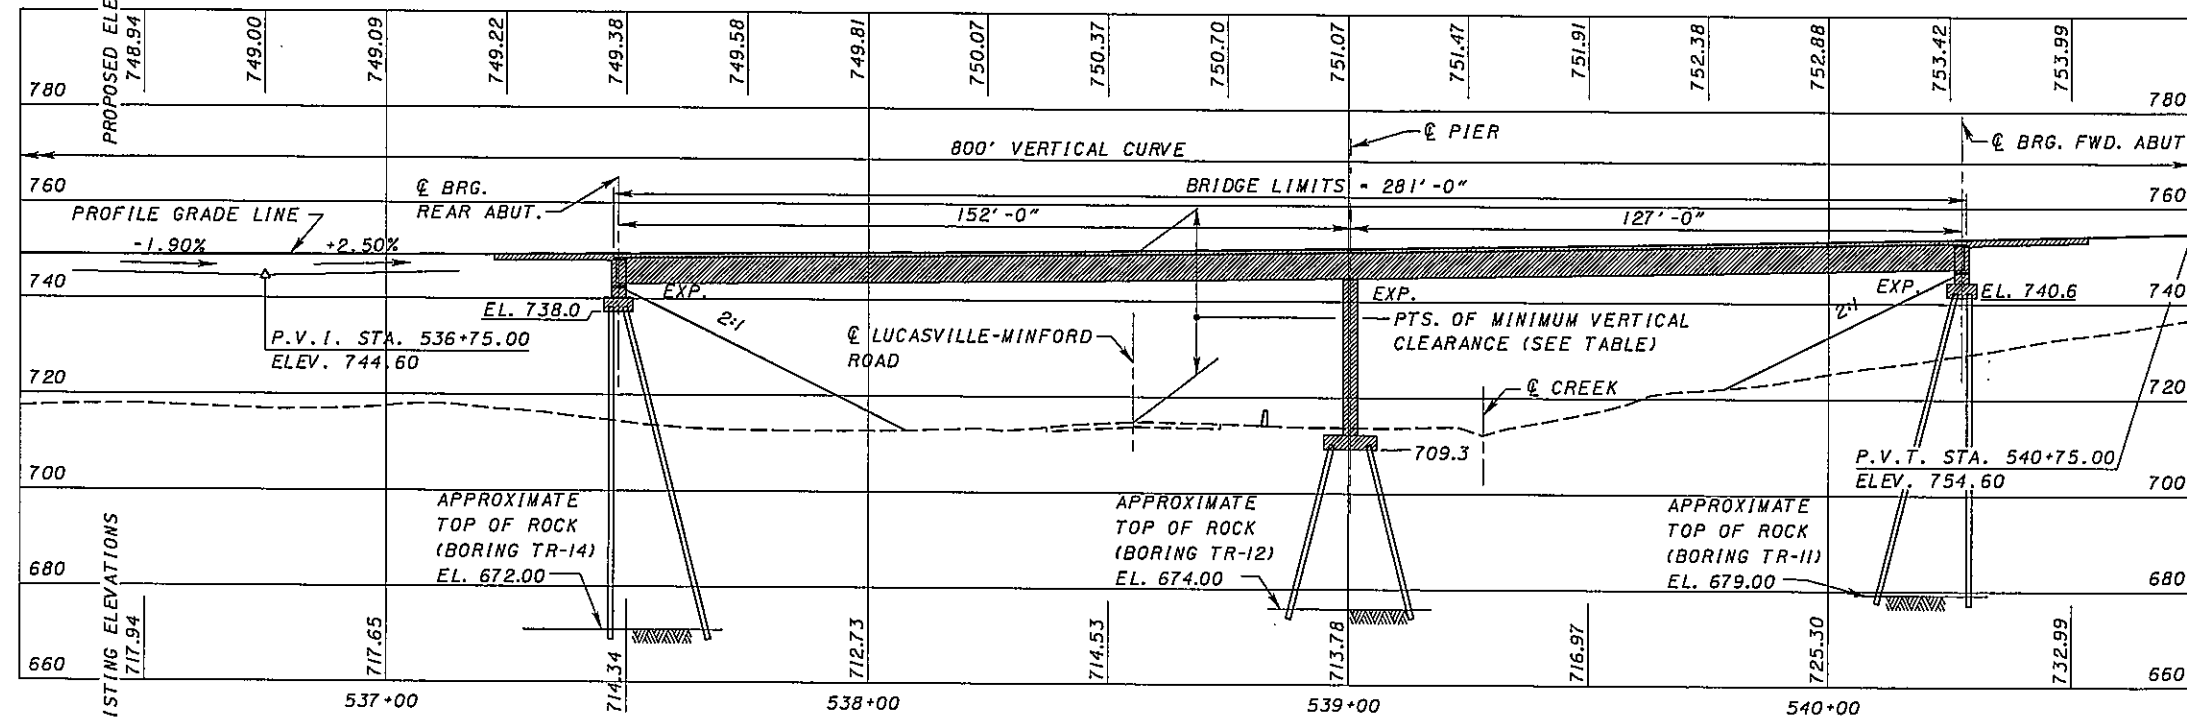 PROPOSED ELE
748.94
749.00
749.09
749.22
749.38
749.58
749.81
750.07
750.37
750.70
751.07
751.47
751.91
752.38
752.88
753.42
753.99
780
780
800' VERTICAL CURVE
℄ PIER
℄ BRG. FWD. ABUT
760
℄ BRG.
REAR ABUT.
BRIDGE LIMITS = 281'-0"
760
PROFILE GRADE LINE
152'-0"
127'-0"
-1.90%
+2.50%
740
EXP.
EXP.
EXP.
740
EL. 738.0
2:1
2:1
EL. 740.6
P.V.I. STA. 536+75.00
ELEV. 744.60
℄ LUCASVILLE-MINFORD
ROAD
PTS. OF MINIMUM VERTICAL
CLEARANCE (SEE TABLE)
720
℄ CREEK
720
709.3
P.V.T. STA. 540+75.00
ELEV. 754.60
700
700
APPROXIMATE
TOP OF ROCK
(BORING TR-14)
EL. 672.00
APPROXIMATE
TOP OF ROCK
(BORING TR-12)
EL. 674.00
APPROXIMATE
TOP OF ROCK
(BORING TR-11)
EL. 679.00
680
680
ISTING ELEVATIONS
717.94
717.65
714.34
712.73
714.53
713.78
716.97
725.30
732.99
660
660
537+00
538+00
539+00
540+00